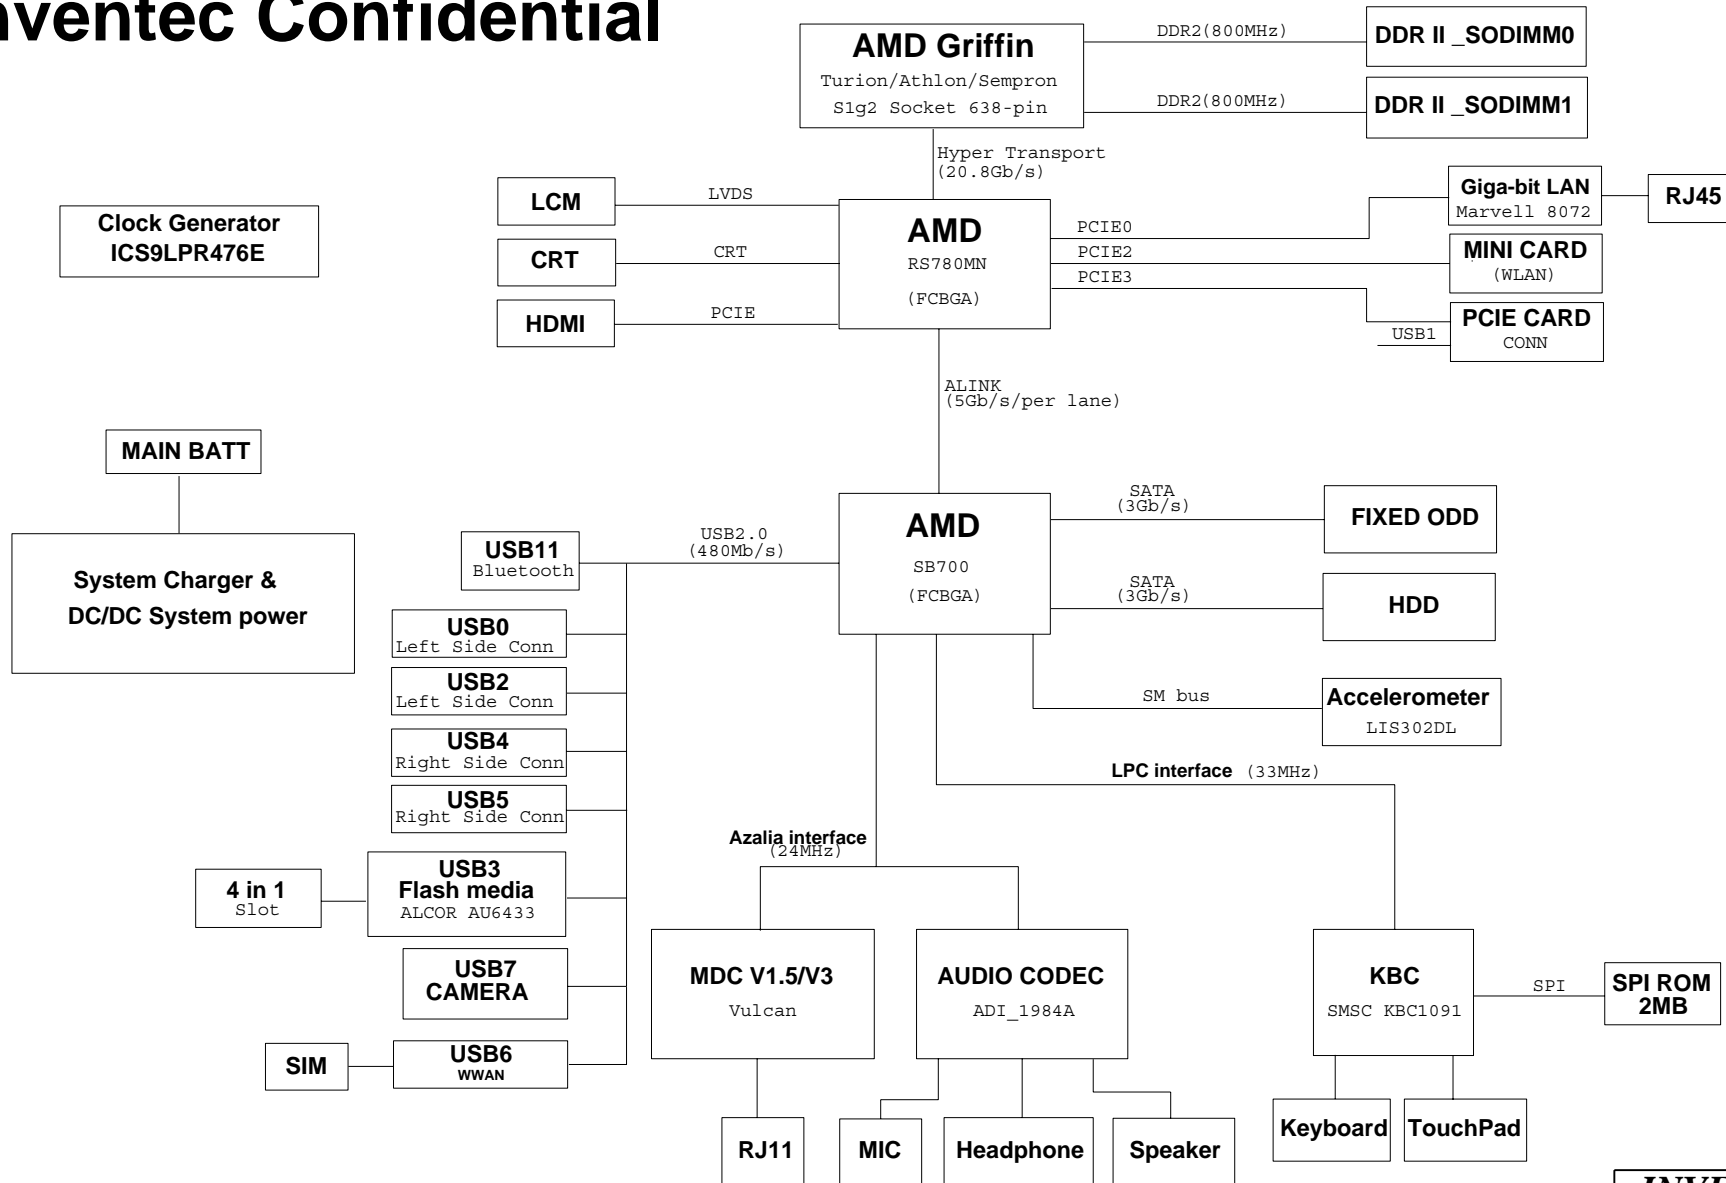 Inventec Confidential
AMD Griffin
Turion/Athlon/Sempron
S1g2 Socket 638-pin
DDR2(800MHz)
DDR II _SODIMM0
DDR2(800MHz)
DDR II _SODIMM1
Hyper Transport
(20.8Gb/s)
Clock Generator
ICS9LPR476E
LCM
LVDS
CRT
CRT
HDMI
PCIE
AMD
RS780MN
(FCBGA)
PCIE0
PCIE2
PCIE3
Giga-bit LAN
Marvell 8072
RJ45
MINI CARD
(WLAN)
USB1
PCIE CARD
CONN
ALINK
(5Gb/s/per lane)
MAIN BATT
System Charger &
DC/DC System power
USB11
Bluetooth
USB2.0
(480Mb/s)
AMD
SB700
(FCBGA)
SATA
(3Gb/s)
FIXED ODD
SATA
(3Gb/s)
HDD
USB0
Left Side Conn
USB2
Left Side Conn
USB4
Right Side Conn
USB5
Right Side Conn
SM bus
Accelerometer
LIS302DL
LPC interface (33MHz)
Azalia interface
(24MHz)
4 in 1
Slot
USB3
Flash media
ALCOR AU6433
USB7
CAMERA
SIM
USB6
WWAN
MDC V1.5/V3
Vulcan
AUDIO CODEC
ADI_1984A
KBC
SMSC KBC1091
SPI
SPI ROM
2MB
RJ11
MIC
Headphone
Speaker
Keyboard
TouchPad